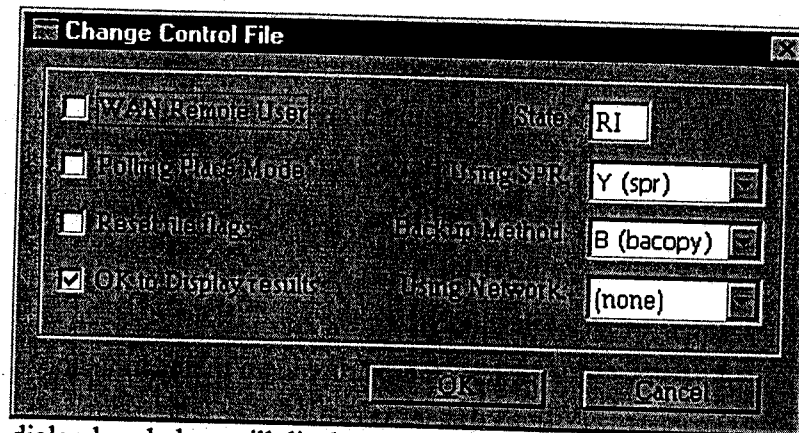 Change Control File
WAN Remote User
State
RI
Polling Place Mode
Using SPR
Y (spr)
Reset file flags
Backup Method
B (bacopy)
OK to Display results
Using Network
(none)
OK
Cancel